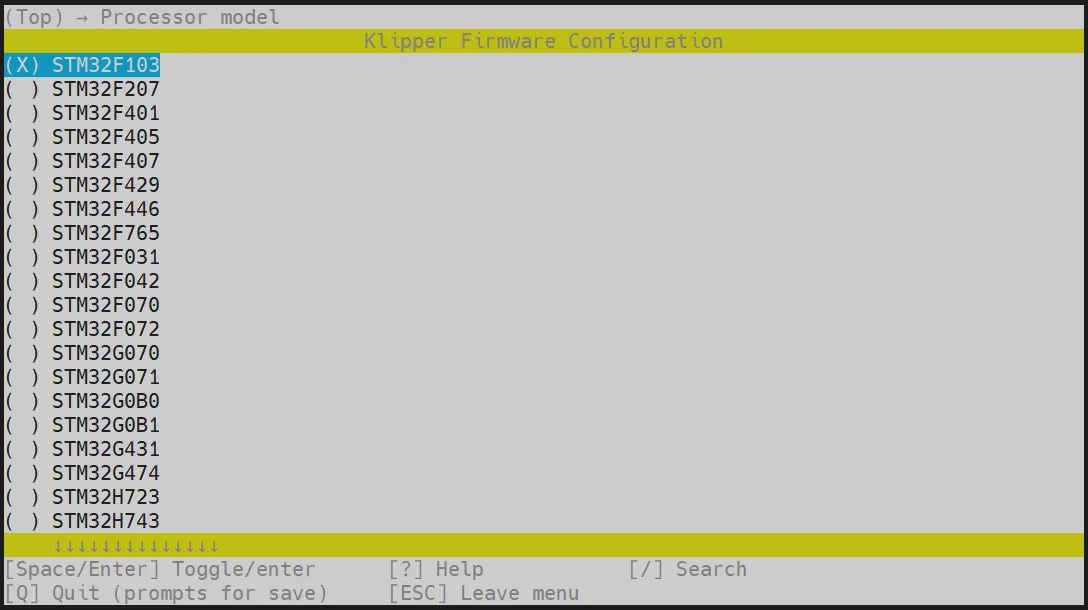 (Top) → Processor model
Klipper Firmware Configuration
(X) STM32F103
( ) STM32F207
( ) STM32F401
( ) STM32F405
( ) STM32F407
( ) STM32F429
( ) STM32F446
( ) STM32F765
( ) STM32F031
( ) STM32F042
( ) STM32F070
( ) STM32F072
( ) STM32G070
( ) STM32G071
( ) STM32G0B0
( ) STM32G0B1
( ) STM32G431
( ) STM32G474
( ) STM32H723
( ) STM32H743
↓↓↓↓↓↓↓↓↓↓↓↓↓↓
[Space/Enter] Toggle/enter [?] Help [/] Search
[Q] Quit (prompts for save) [ESC] Leave menu